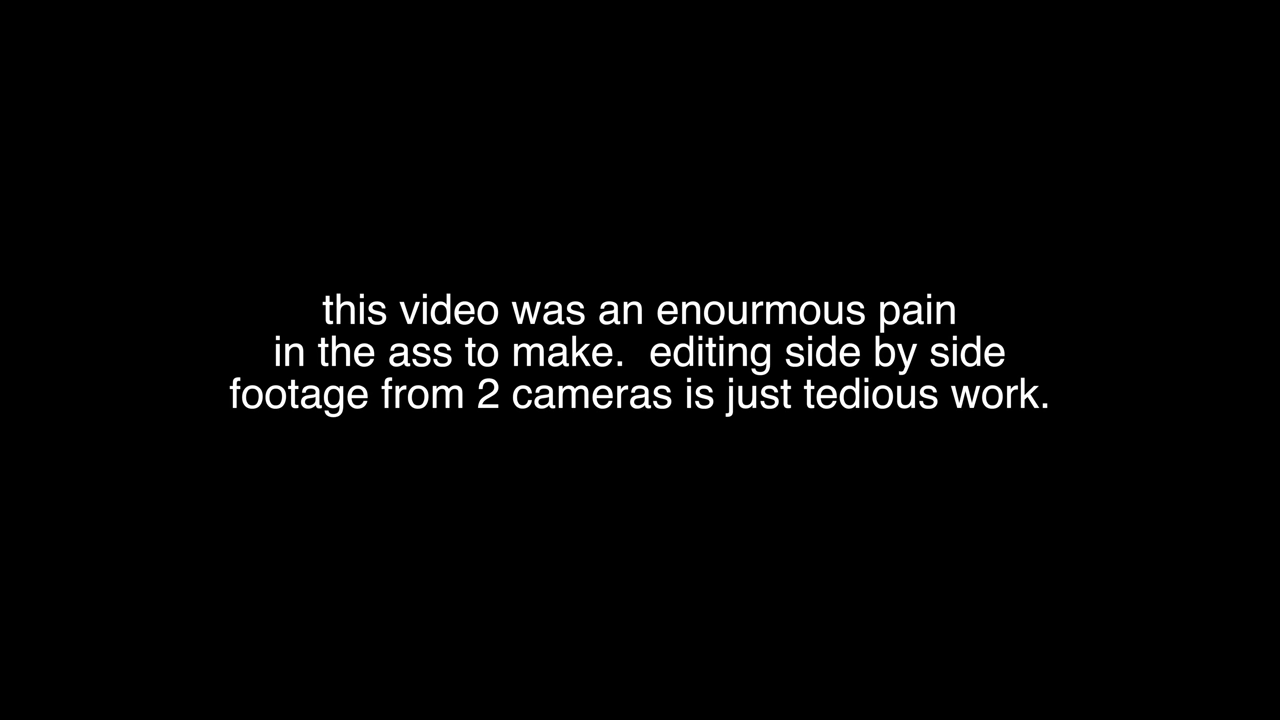 this video was an enourmous pain
in the ass to make.  editing side by side
footage from 2 cameras is just tedious work.